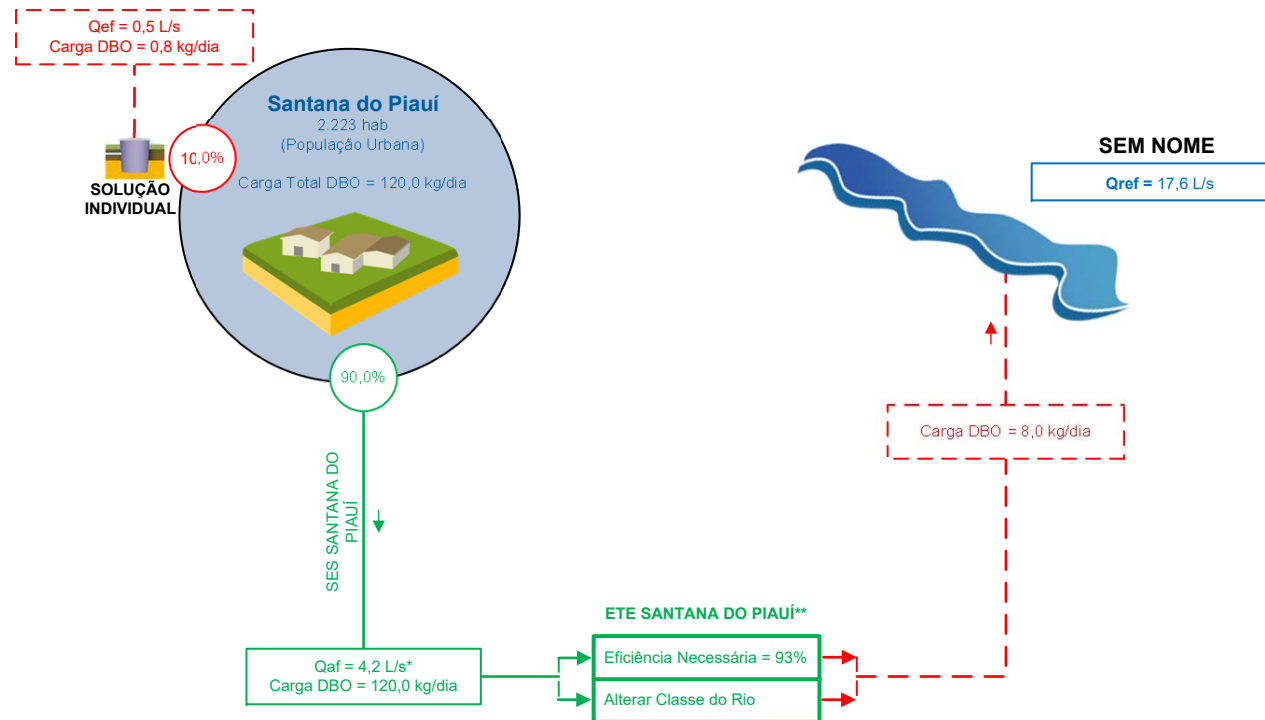 Qef = 0,5 L/s
Carga DBO = 0,8 kg/dia
Santana do Piauí
2.223 hab
(População Urbana)
Carga Total DBO = 120,0 kg/dia
10,0%
SOLUÇÃO
INDIVIDUAL
90,0%
SES SANTANA DO
PIAUÍ
Qaf = 4,2 L/s*
Carga DBO = 120,0 kg/dia
ETE SANTANA DO PIAUÍ**
Eficiência Necessária = 93%
Alterar Classe do Rio
Carga DBO = 8,0 kg/dia
SEM NOME
Qref = 17,6 L/s